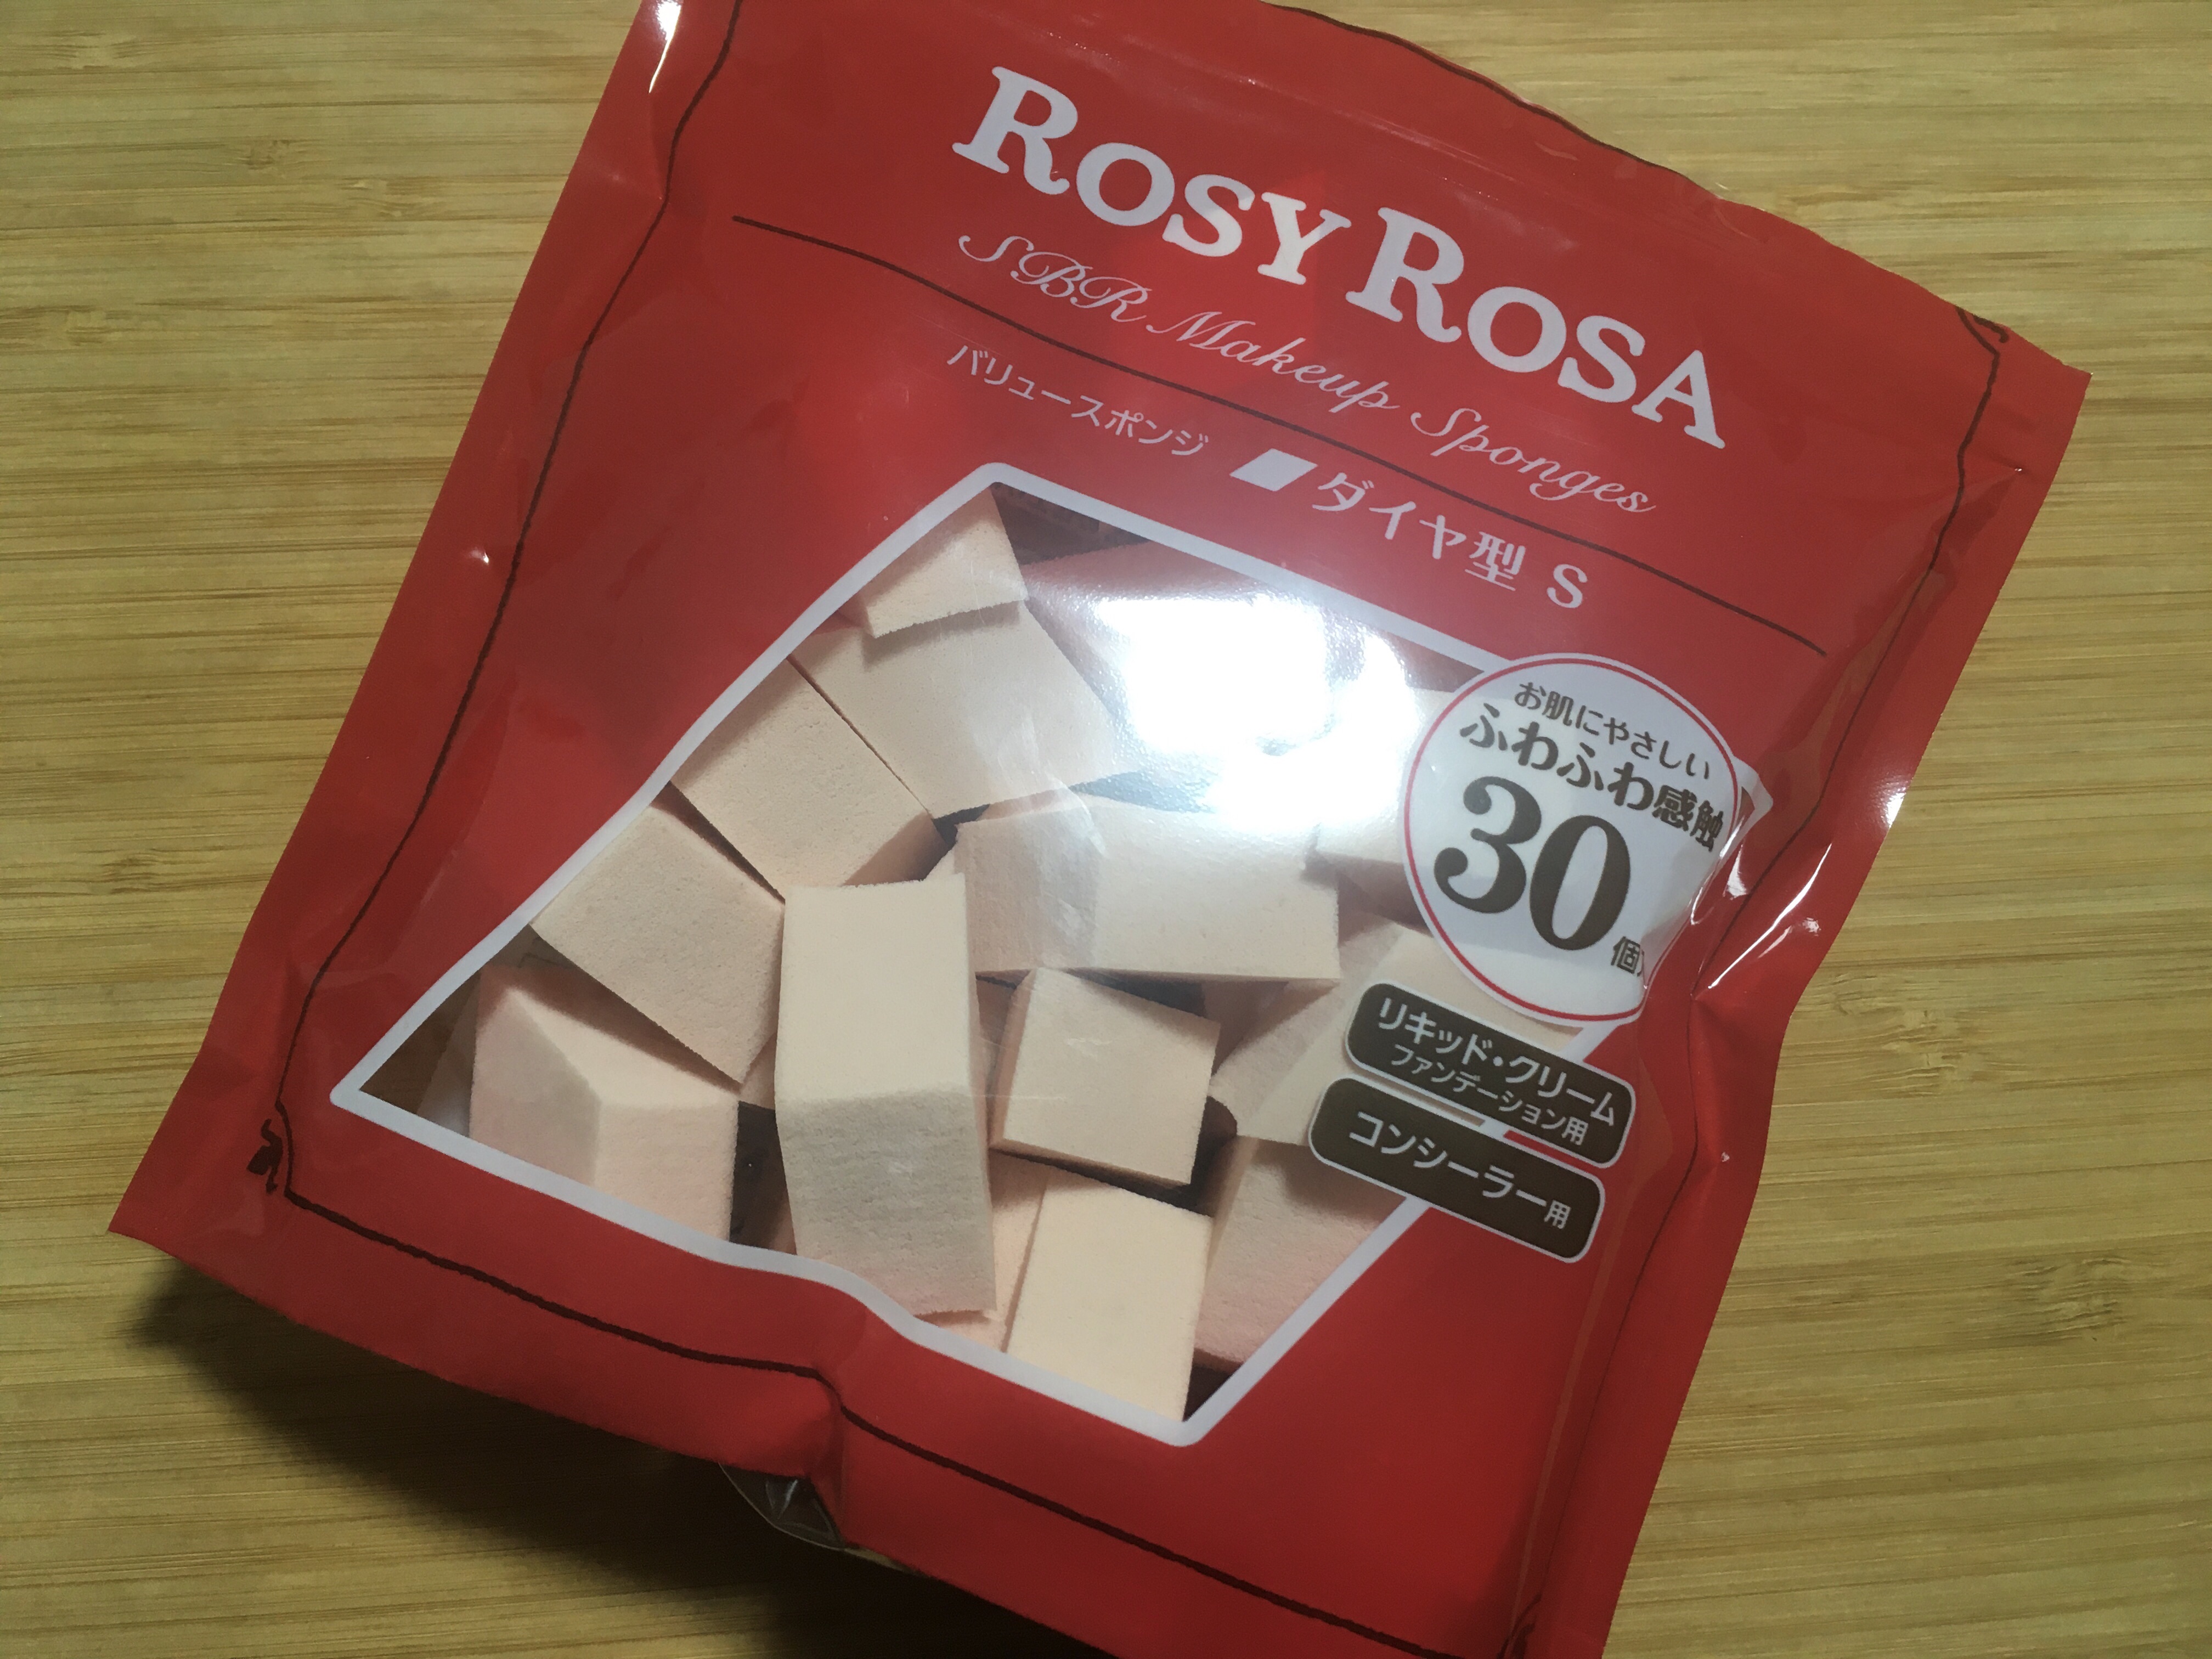 ROSY ROSA
SBR Makeup Sponges
バリュースポンジ ダイヤ型 S
お肌にやさしい
ふわふわ感触
30個
リキッド・クリーム
ファンデーション用
コンシーラー用